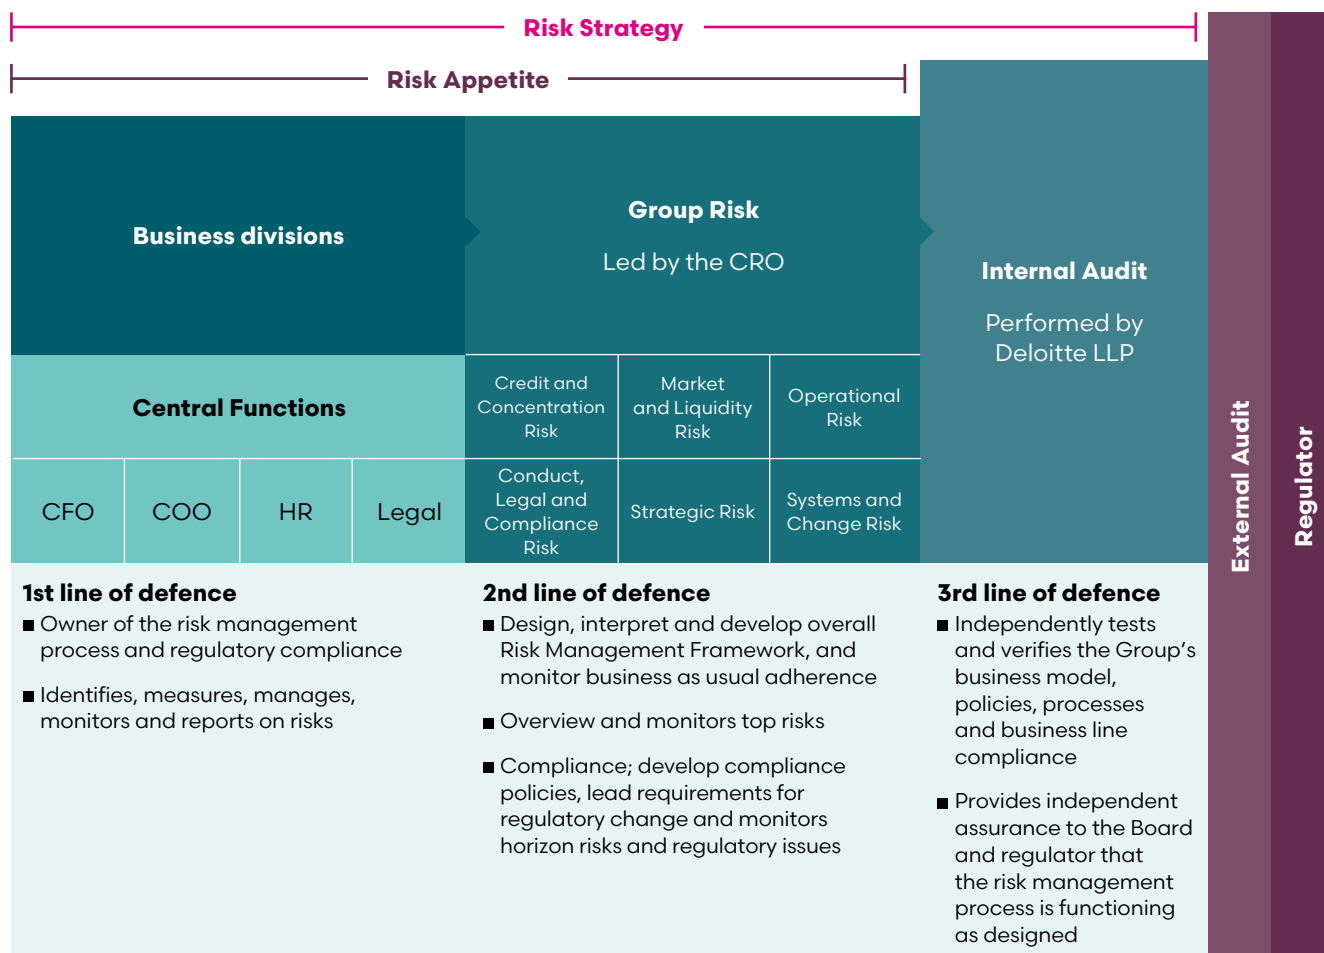 Risk Strategy
Risk Appetite
Business divisions
Group Risk
Led by the CRO
Internal Audit
Performed by
Deloitte LLP
Central Functions
CFO
COO
HR
Legal
Credit and
Concentration
Risk
Market
and Liquidity
Risk
Operational
Risk
Conduct,
Legal and
Compliance
Risk
Strategic Risk
Systems and
Change Risk
1st line of defence
■ Owner of the risk management
process and regulatory compliance
■ Identifies, measures, manages,
monitors and reports on risks
2nd line of defence
■ Design, interpret and develop overall
Risk Management Framework, and
monitor business as usual adherence
■ Overview and monitors top risks
■ Compliance; develop compliance
policies, lead requirements for
regulatory change and monitors
horizon risks and regulatory issues
3rd line of defence
■ Independently tests
and verifies the Group’s
business model,
policies, processes
and business line
compliance
■ Provides independent
assurance to the Board
and regulator that
the risk management
process is functioning
as designed
External Audit
Regulator